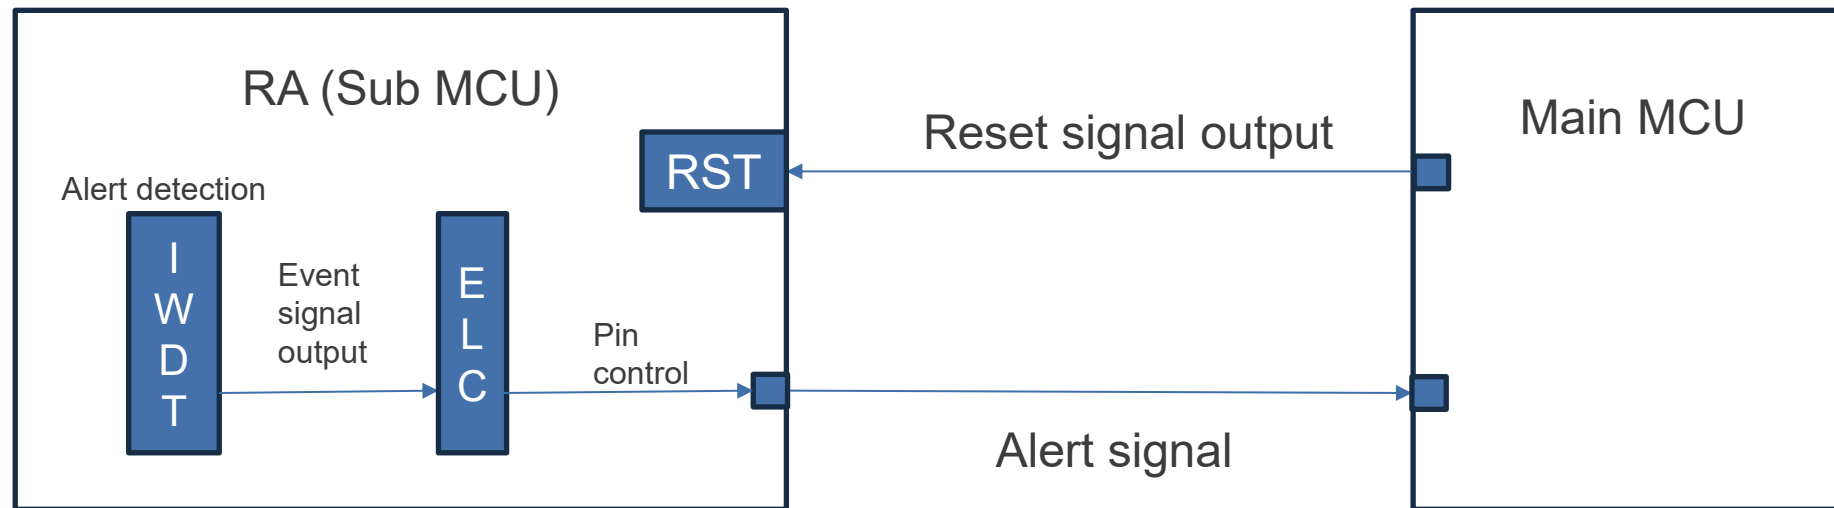 RA (Sub MCU)
Main MCU
Reset signal output
RST
Alert detection
I
W
D
T
Event
signal
output
E
L
C
Pin
control
Alert signal